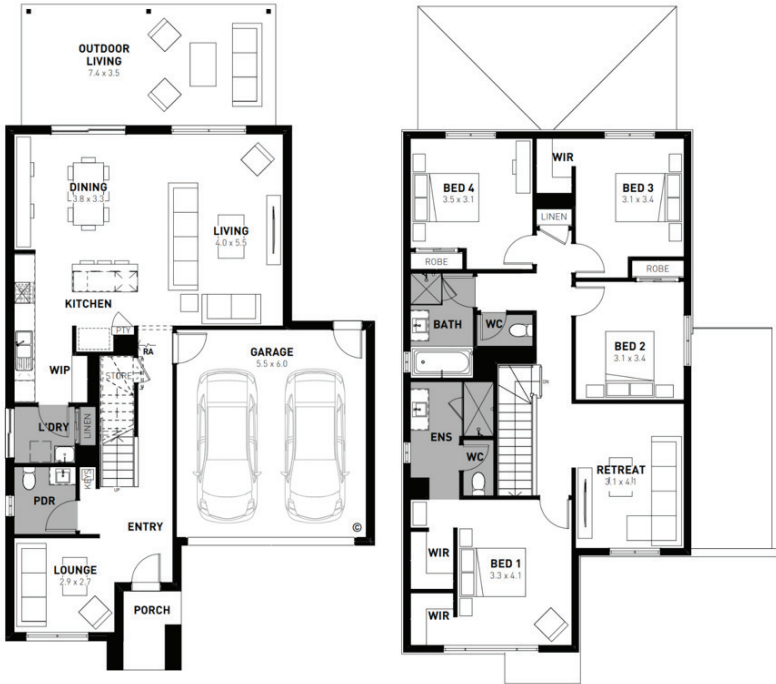 OUTDOOR
LIVING
7.4 x 3.5
DINING
3.8 x 3.3
LIVING
4.0 x 5.5
KITCHEN
PTY
RA
GARAGE
5.5 x 6.0
WIP
STORE
L'DRY
LINEN
KEYS
PDR
UP
ENTRY
©
LOUNGE
2.9 x 2.7
PORCH
BED 4
3.5 x 3.1
WIR
BED 3
3.1 x 3.4
LINEN
ROBE
ROBE
BATH
WC
BED 2
3.1 x 3.4
DN
ENS
WC
RETREAT
3.1 x 4.1
WIR
BED 1
3.3 x 4.1
WIR